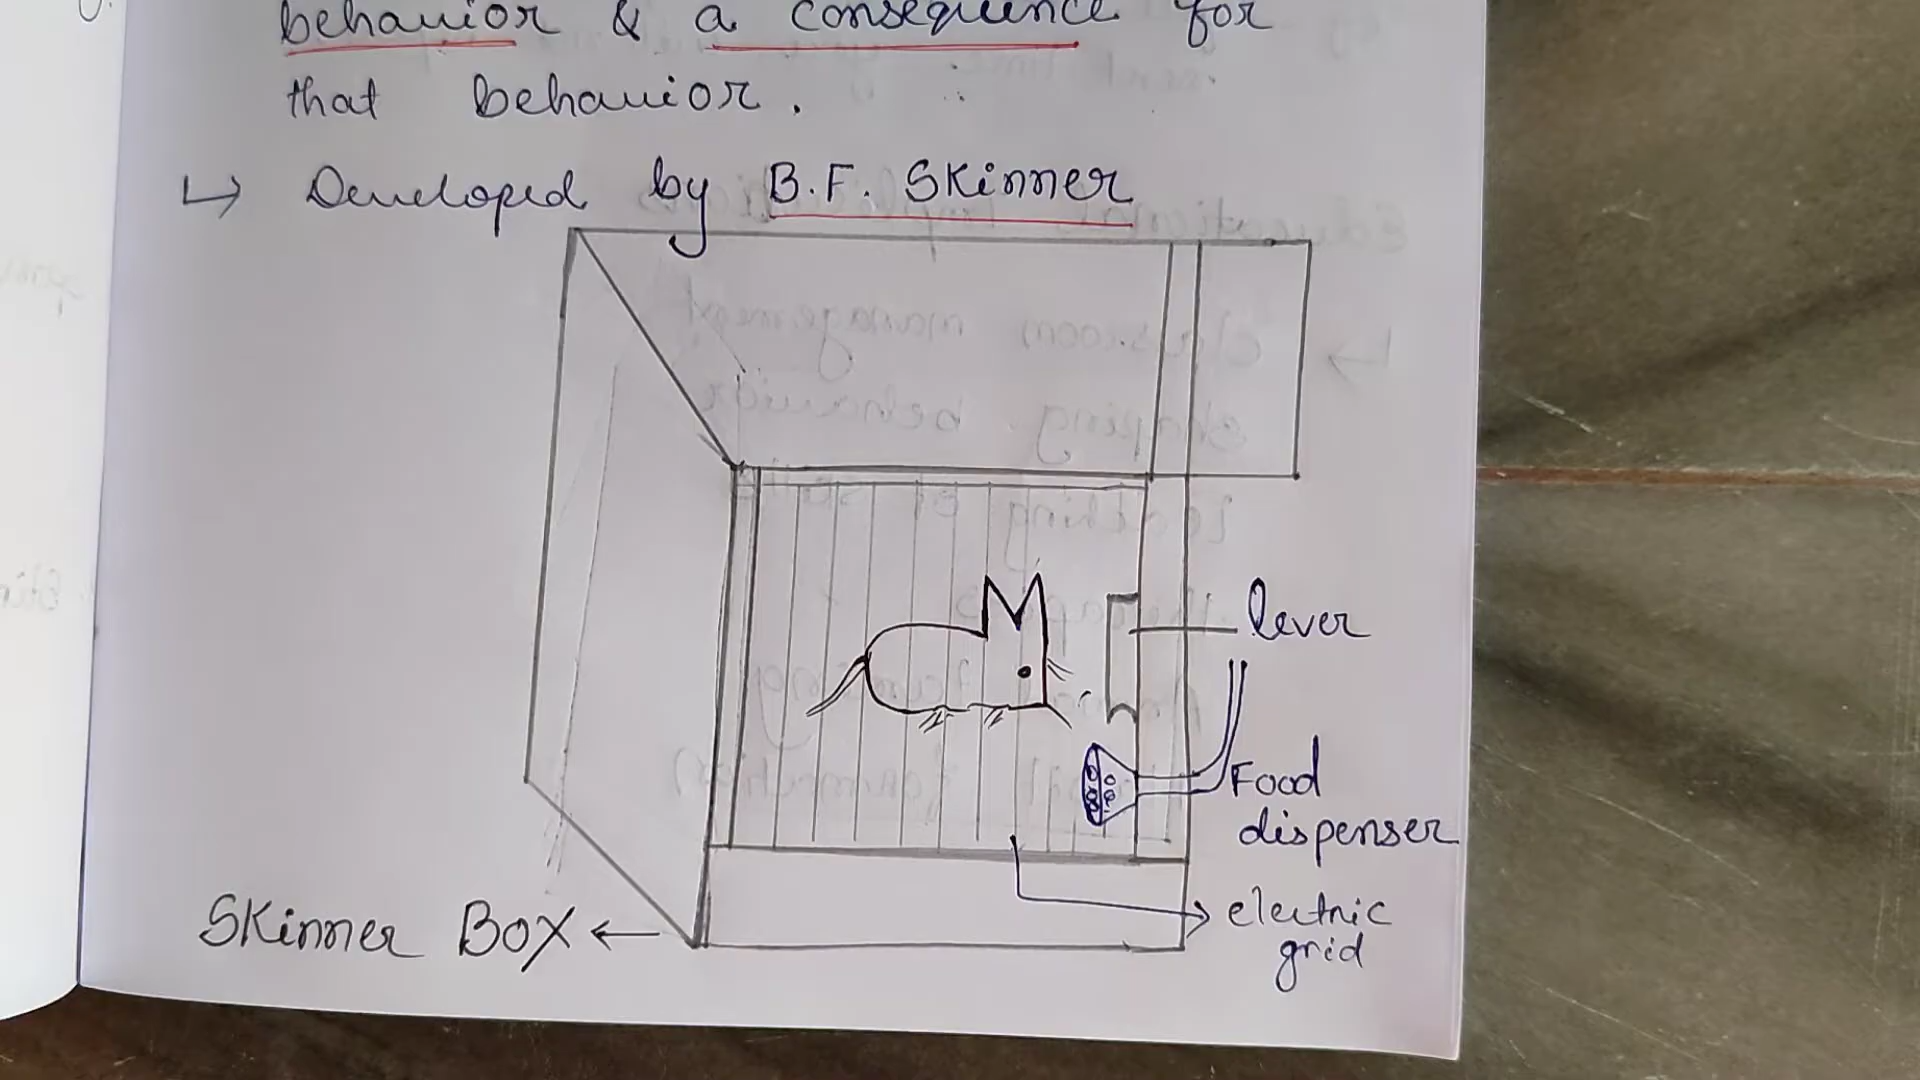 behavior & a consequence for
that behavior.
↳ Developed by B.F. Skinner
lever
Food
dispenser
electric
grid
Skinner Box ←